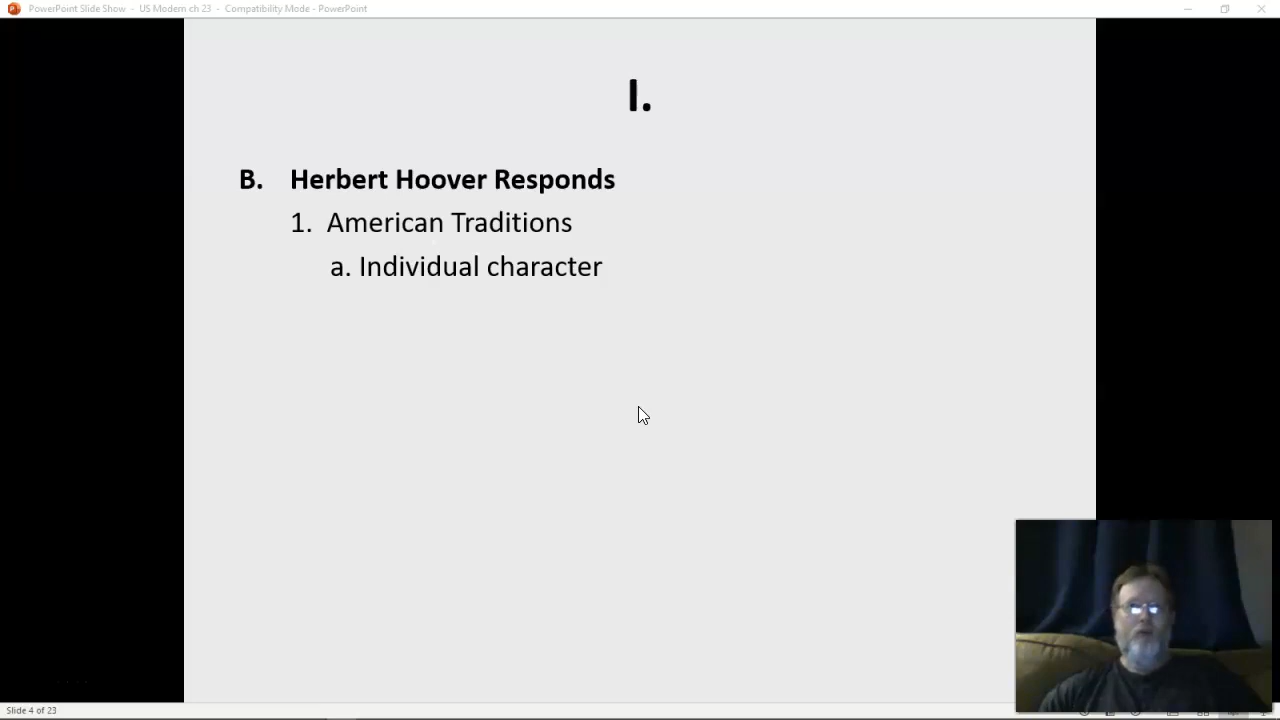 PowerPoint Slide Show - US Modern ch 23 - Compatibility Mode - PowerPoint
I.
B. Herbert Hoover Responds
1. American Traditions
a. Individual character
Slide 4 of 23